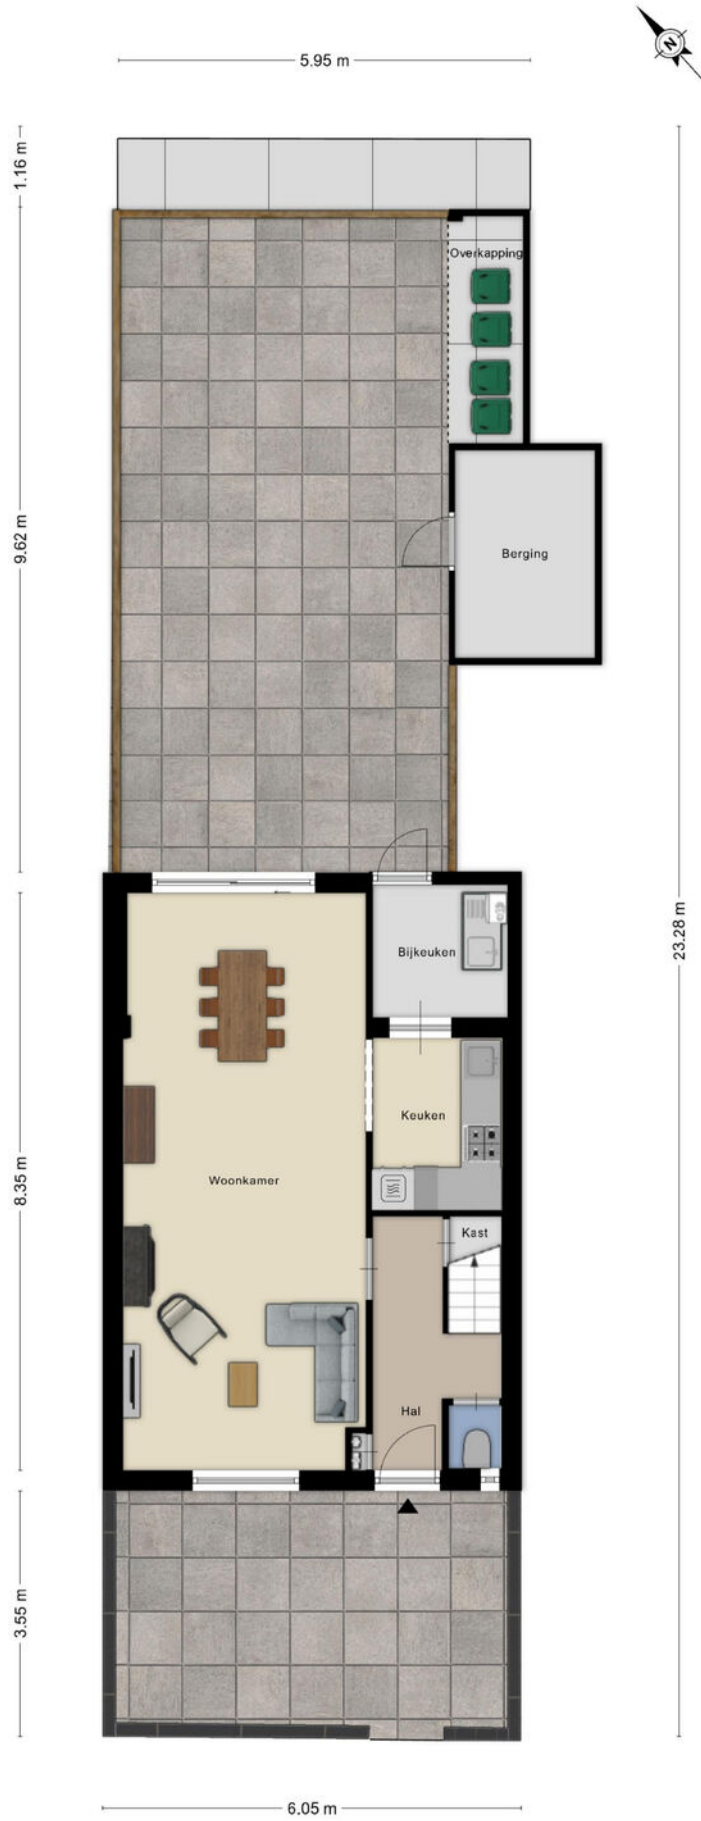 N
5.95 m
1.16 m
Overkapping
9.62 m
Berging
23.28 m
Bijkeuken
Keuken
8.35 m
Woonkamer
Kast
Hal
3.55 m
6.05 m